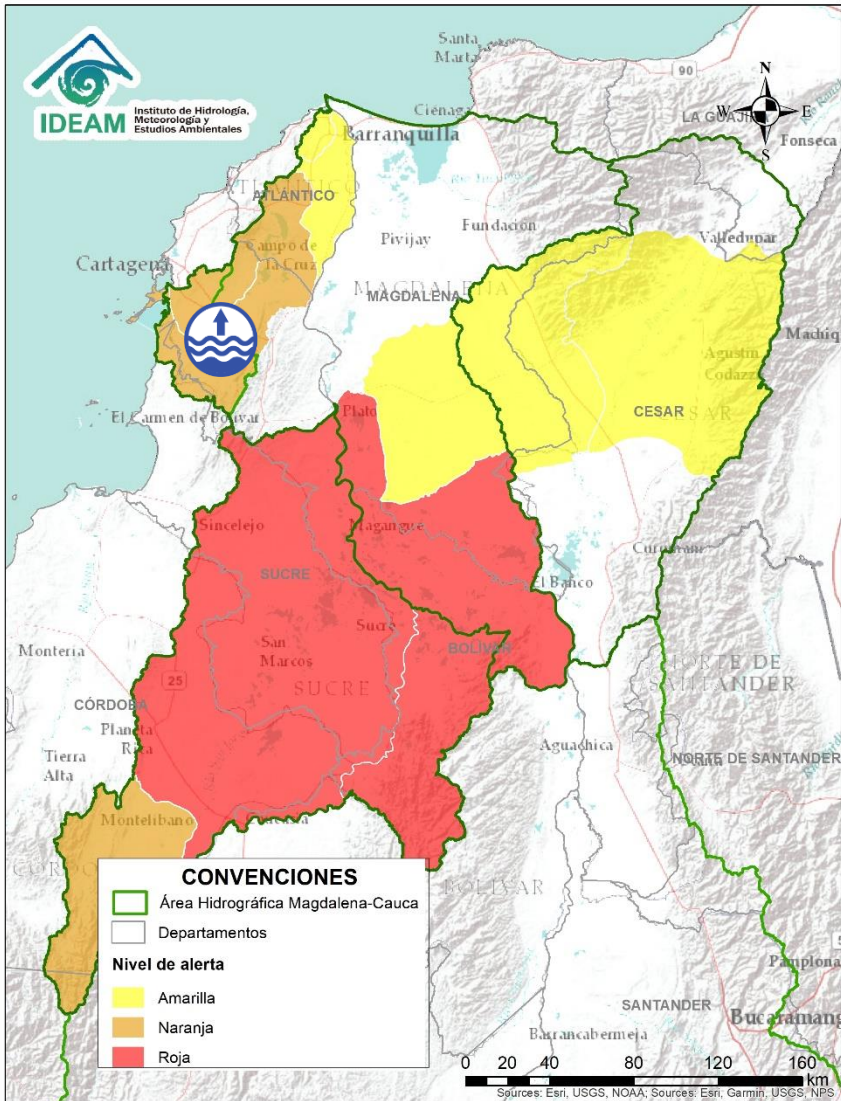 IDEAM
Instituto de Hidrología,
Meteorología y
Estudios Ambientales
N
W
E
S
Santa
Marta
90
Ciénaga
Barranquilla
LA GUAJIRA
Fonseca
ATLÁNTICO
Fundación
Valledupar
Pivijay
Campo de
la Cruz
Cartagena
MAGDALENA
MAGDALENA
Agustín
Codazzi
El Carmen de Bolívar
Plato
CESAR
Sincelejo
Magangué
SUCRE
El Banco
Sucre
San
Marcos
BOLÍVAR
Montería
25
SUCRE
NORTE DE
SANTANDER
CÓRDOBA
Planeta
Rica
Tierra
Alta
Aguachica
NORTE DE SANTANDER
Montelíbano
BOLÍVAR
Pamplona
SANTANDER
Barrancabermeja
CONVENCIONES
Área Hidrográfica Magdalena-Cauca
Departamentos
Nivel de alerta
Amarilla
Naranja
Roja
0 20 40 80 120 160
km
Sources: Esri, USGS, NOAA; Sources: Esri, Garmin, USGS, NPS